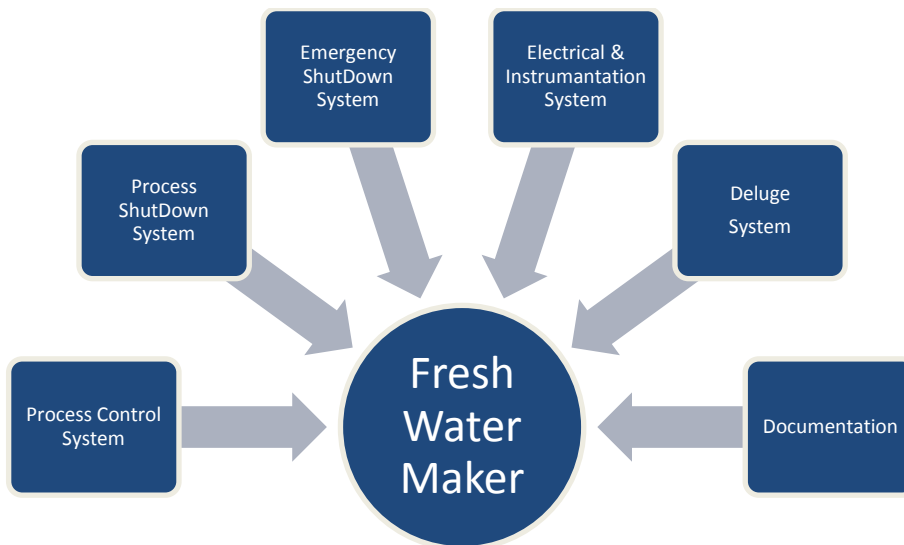 Emergency
ShutDown
System
Electrical &
Instrumantation
System
Process
ShutDown
System
Deluge
System
Process Control
System
Fresh
Water
Maker
Documentation